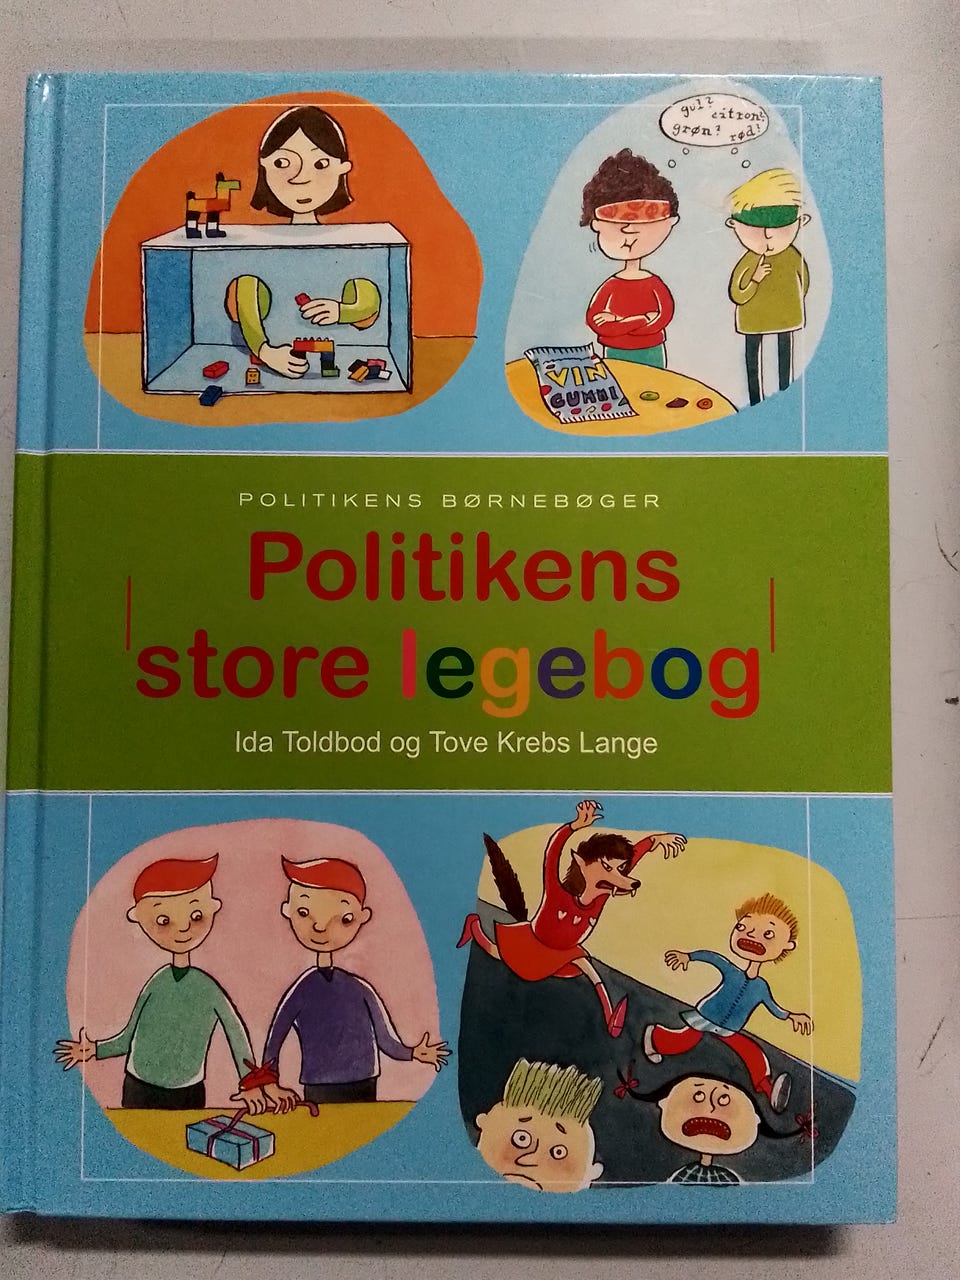 gul? citron?
grøn? rød?
VIN
GUMMI
POLITIKENS BØRNEBØGER
Politikens
store legebog
Ida Toldbod og Tove Krebs Lange